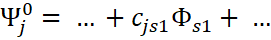 Ψ_j^0 = … + c_{js1}Φ_{s1} + …